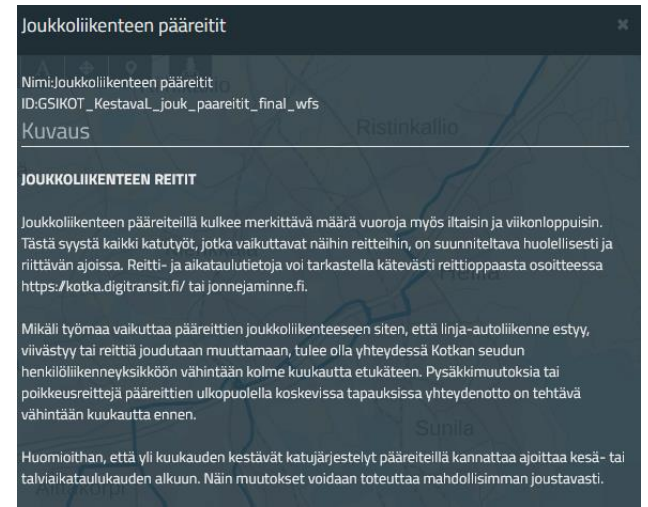 Joukkoliikenteen pääreitit
Nimi:Joukkoliikenteen pääreitit
ID:GSIKOT_KestavaL_jouk_paareitit_final_wfs
Kuvaus
Ristinkallio
JOUKKOLIIKENTEEN REITIT
Joukkoliikenteen pääreiteillä kulkee merkittävä määrä vuoroja myös iltaisin ja viikonloppuisin.
Tästä syystä kaikki katutyöt, jotka vaikuttavat näihin reitteihin, on suunniteltava huolellisesti ja
riittävän ajoissa. Reitti- ja aikataulutietoja voi tarkastella kätevästi reittioppaasta osoitteessa
https://kotka.digitransit.fi/ tai jonnejaminne.fi.
Mikäli työmaa vaikuttaa pääreittien joukkoliikenteeseen siten, että linja-autoliikenne estyy,
viivästyy tai reittiä joudutaan muuttamaan, tulee olla yhteydessä Kotkan seudun
henkilöliikenneyksikköön vähintään kolme kuukautta etukäteen. Pysäkkimuutoksia tai
poikkeusreittejä pääreittien ulkopuolella koskevissa tapauksissa yhteydenotto on tehtävä
vähintään kuukautta ennen.
Sunila
Huomioithan, että yli kuukauden kestävät katujärjestelyt pääreiteillä kannattaa ajoittaa kesä- tai
talviaikataulukauden alkuun. Näin muutokset voidaan toteuttaa mahdollisimman joustavasti.